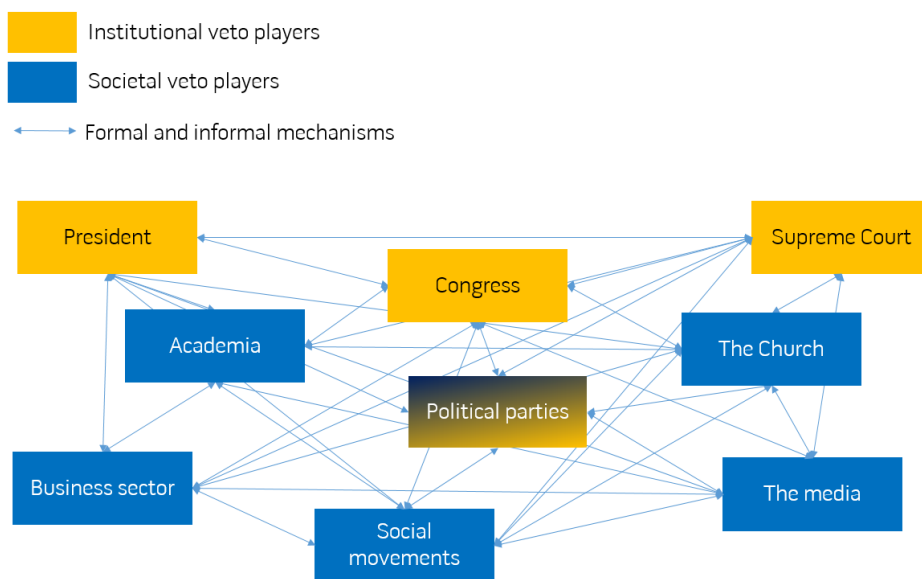 Institutional veto players
Societal veto players
Formal and informal mechanisms
President
Supreme Court
Congress
Academia
The Church
Political parties
Business sector
The media
Social
movements